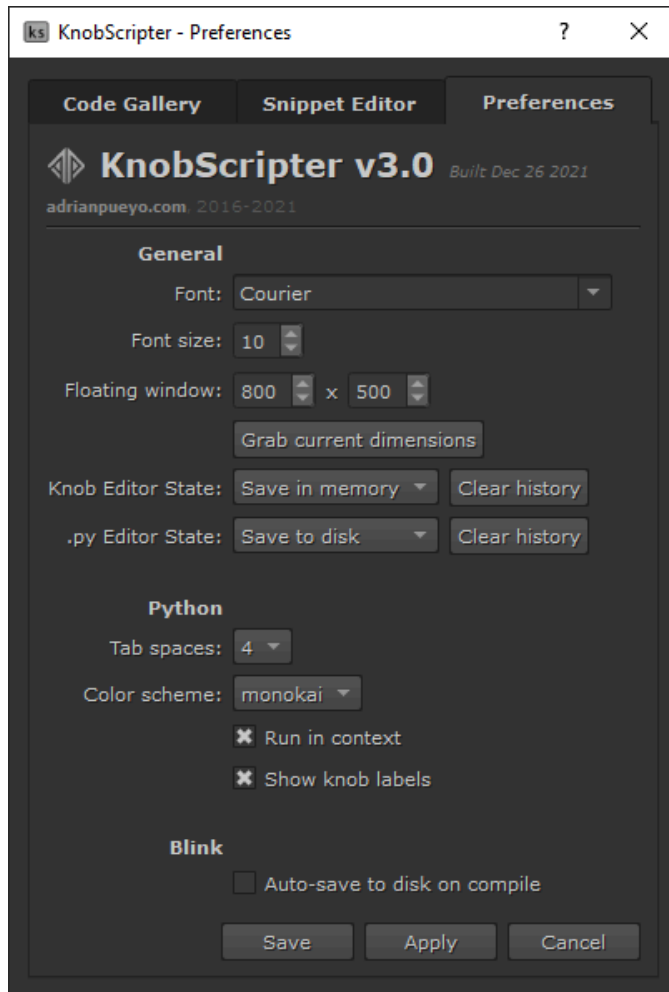 ks KnobScripter - Preferences ? ×
Code Gallery Snippet Editor Preferences
KnobScripter v3.0 Built Dec 26 2021
adrianpueyo.com, 2016-2021
General
Font: Courier
Font size: 10
Floating window: 800 x 500
Grab current dimensions
Knob Editor State: Save in memory Clear history
.py Editor State: Save to disk Clear history
Python
Tab spaces: 4
Color scheme: monokai
Run in context
Show knob labels
Blink
Auto-save to disk on compile
Save Apply Cancel